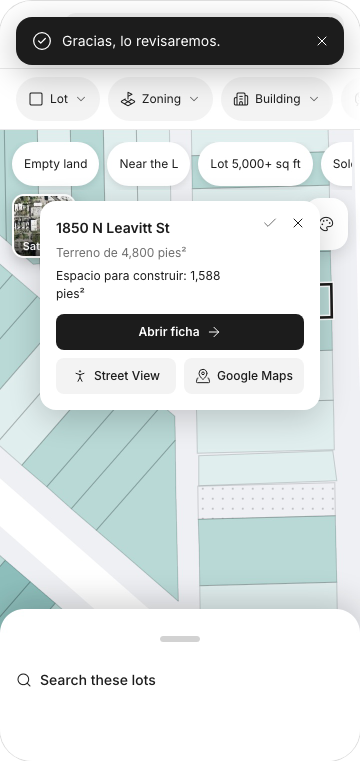 Gracias, lo revisaremos.
Lot
Zoning
Building
Empty land
Near the L
Lot 5,000+ sq ft
Sat
1850 N Leavitt St
Terreno de 4,800 pies²
Espacio para construir: 1,588
pies²
Abrir ficha
Street View
Google Maps
Search these lots